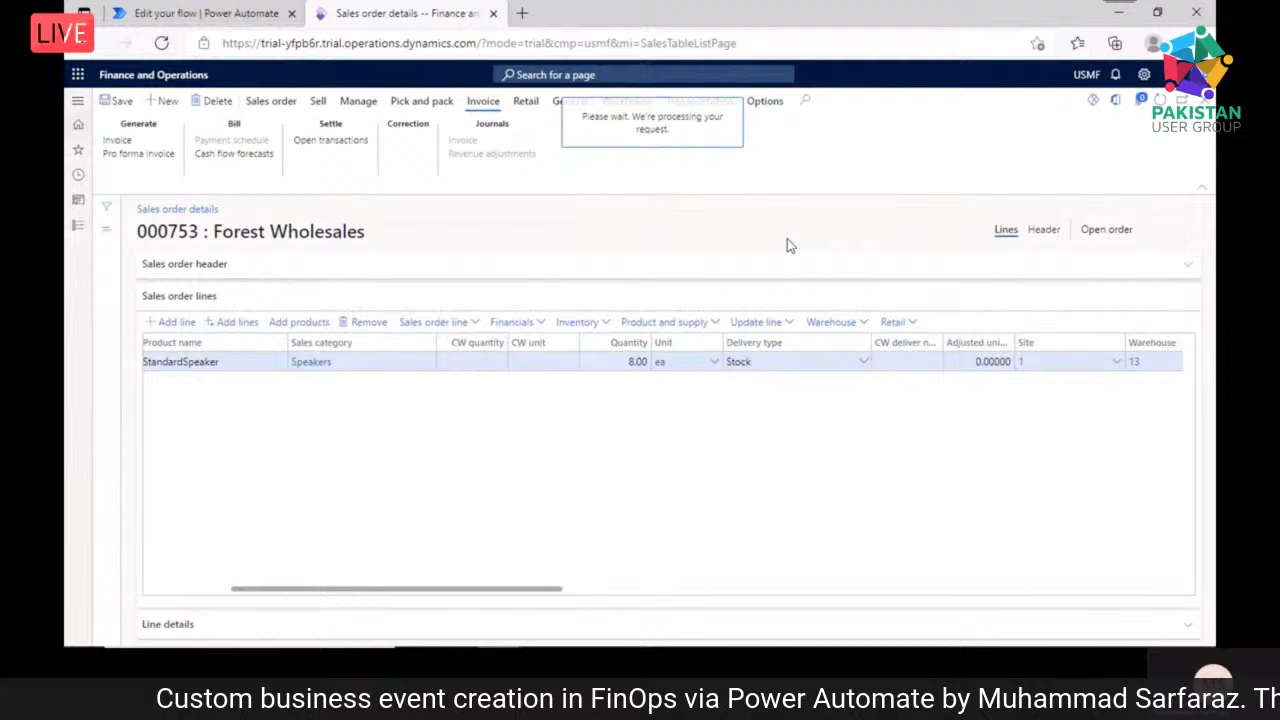 Edit your flow | Power Automate
Sales order details -- Finance an
LIVE
https://trial-yfpb6r.trial.operations.dynamics.com/?mode=trial&cmp=usmf&mi=SalesTableListPage
Finance and Operations
Search for a page
USMF
PAKISTAN
USER GROUP
Save New Delete Sales order Sell Manage Pick and pack Invoice Retail General Warehouse Transportation Options
0
Please wait. We're processing your
request.
Generate Bill Settle Correction Journals
Invoice Payment schedule Open transactions Invoice
Pro forma invoice Cash flow forecasts Revenue adjustments
Sales order details
000753 : Forest Wholesales
Lines Header Open order
Sales order header
Sales order lines
Add line Add lines Add products Remove Sales order line Financials Inventory Product and supply Update line Warehouse Retail
Product name Sales category CW quantity CW unit Quantity Unit Delivery type CW deliver n... Adjusted uni... Site Warehouse
StandardSpeaker Speakers 8.00 ea Stock 0.00000 1 13
Line details
Custom business event creation in FinOps via Power Automate by Muhammad Sarfaraz. Th